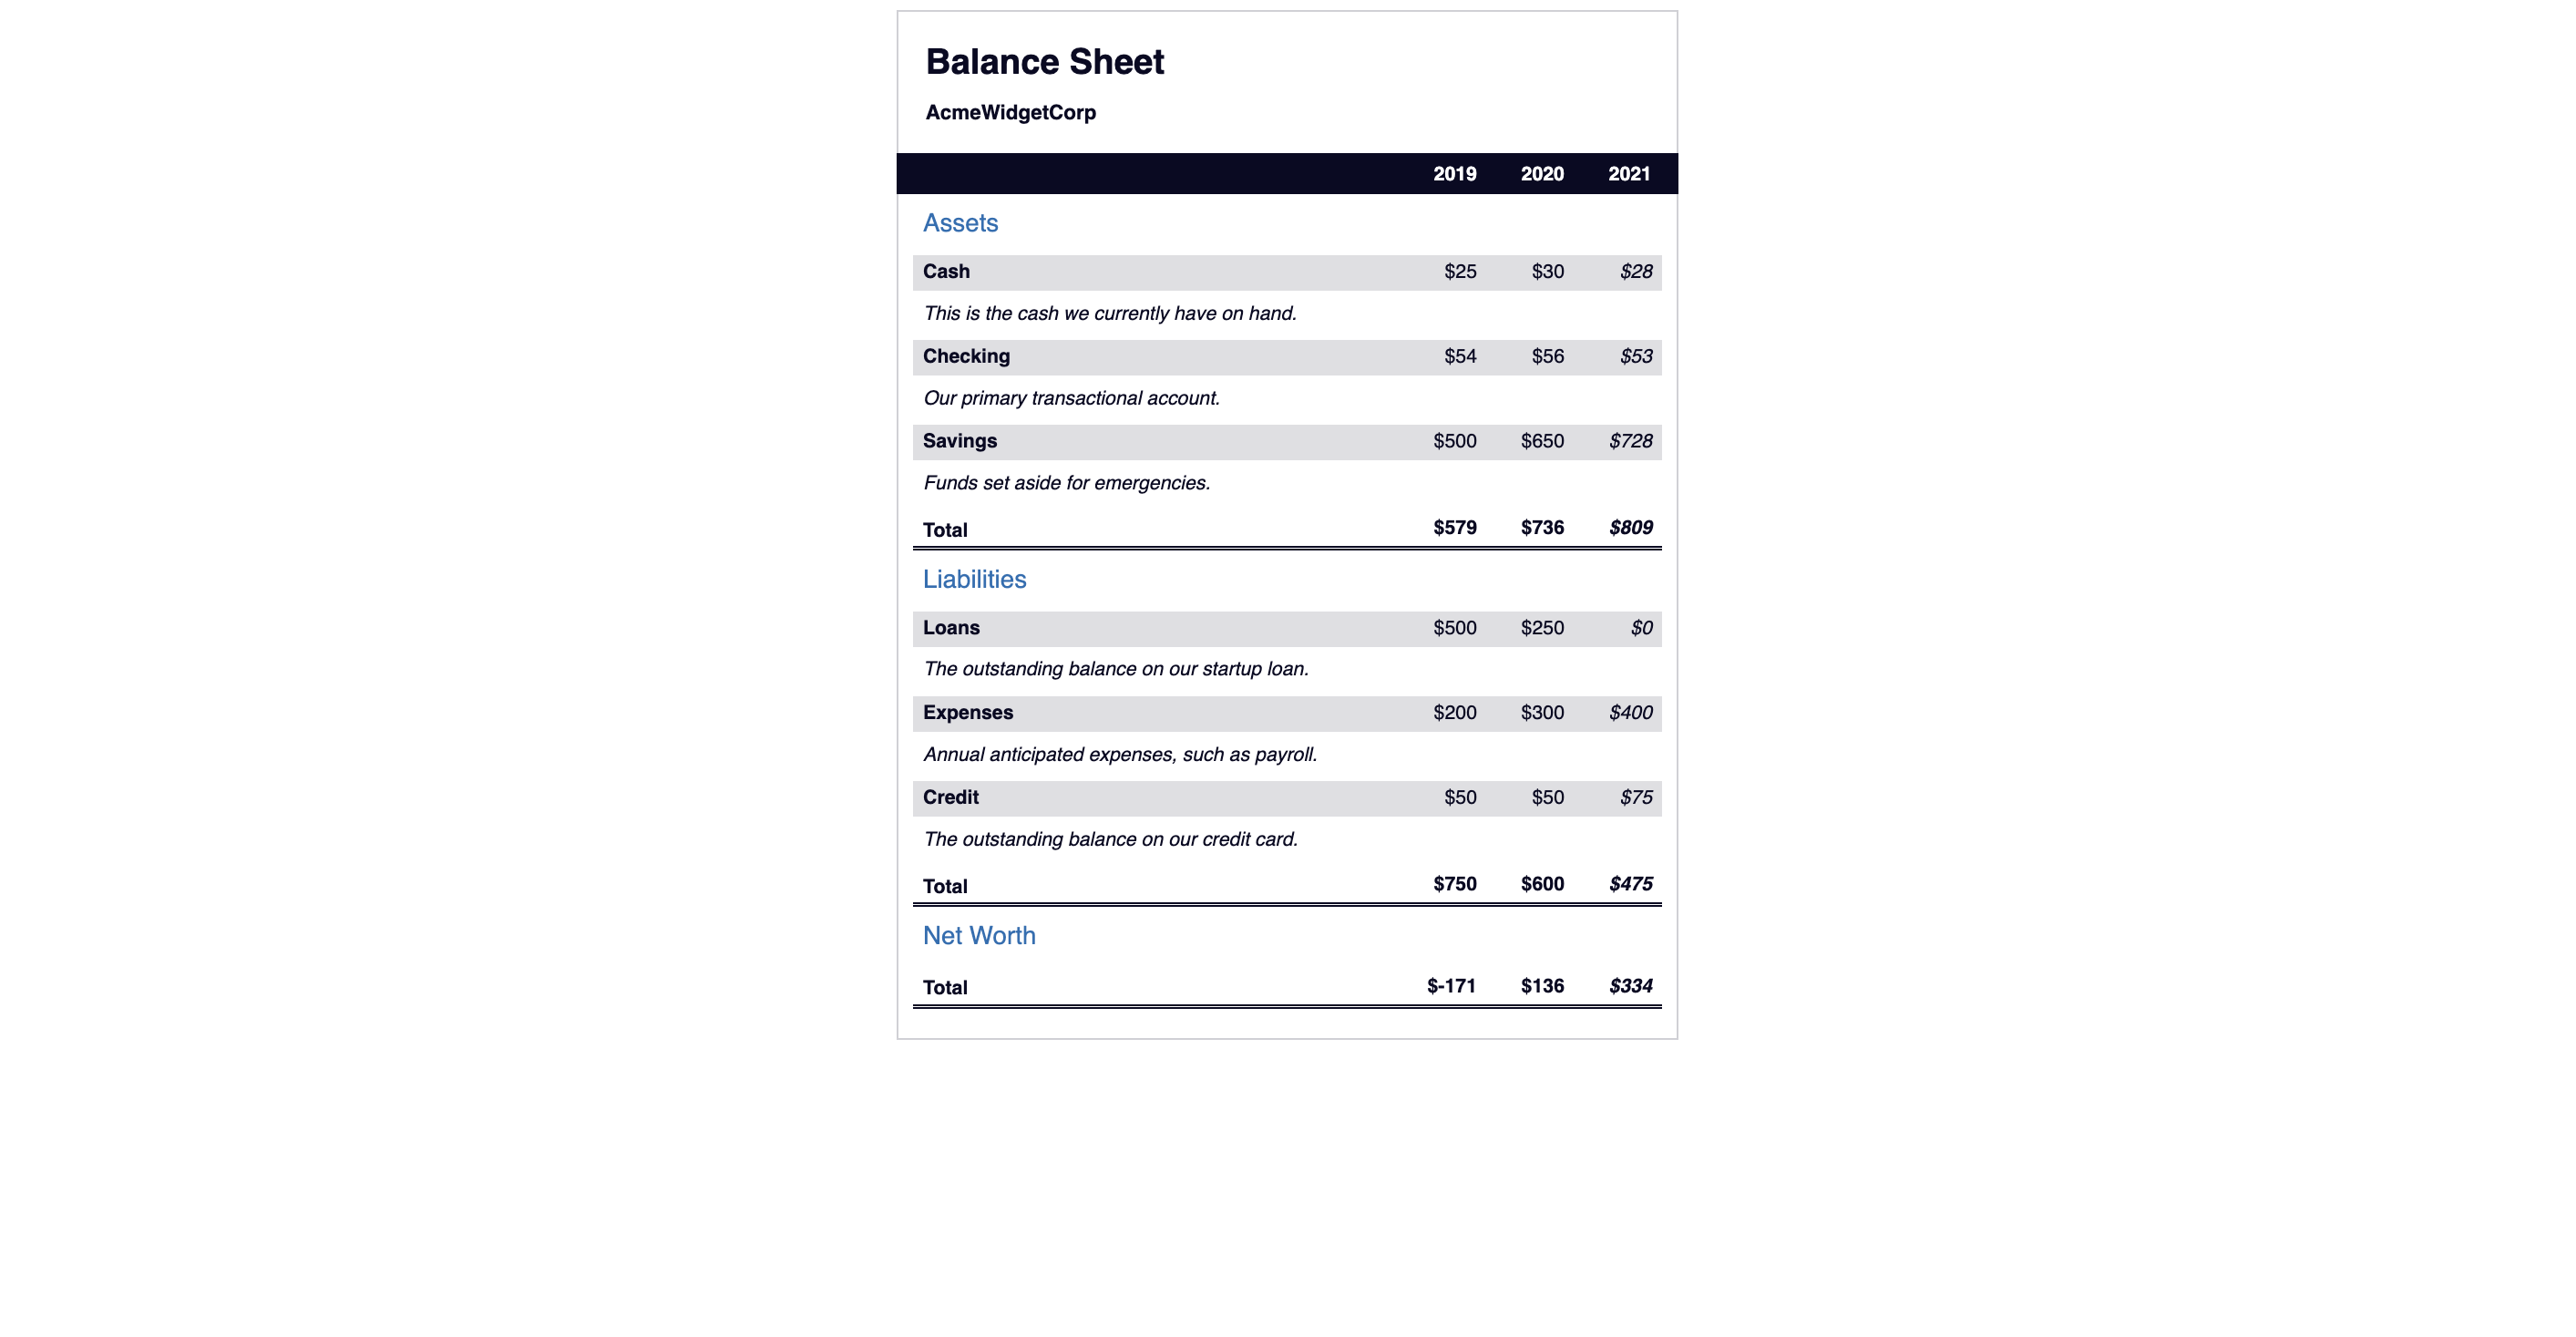 Balance Sheet
AcmeWidgetCorp
2019 2020 2021
Assets
Cash $25 $30 $28
This is the cash we currently have on hand.
Checking $54 $56 $53
Our primary transactional account.
Savings $500 $650 $728
Funds set aside for emergencies.
Total $579 $736 $809
Liabilities
Loans $500 $250 $0
The outstanding balance on our startup loan.
Expenses $200 $300 $400
Annual anticipated expenses, such as payroll.
Credit $50 $50 $75
The outstanding balance on our credit card.
Total $750 $600 $475
Net Worth
Total $-171 $136 $334